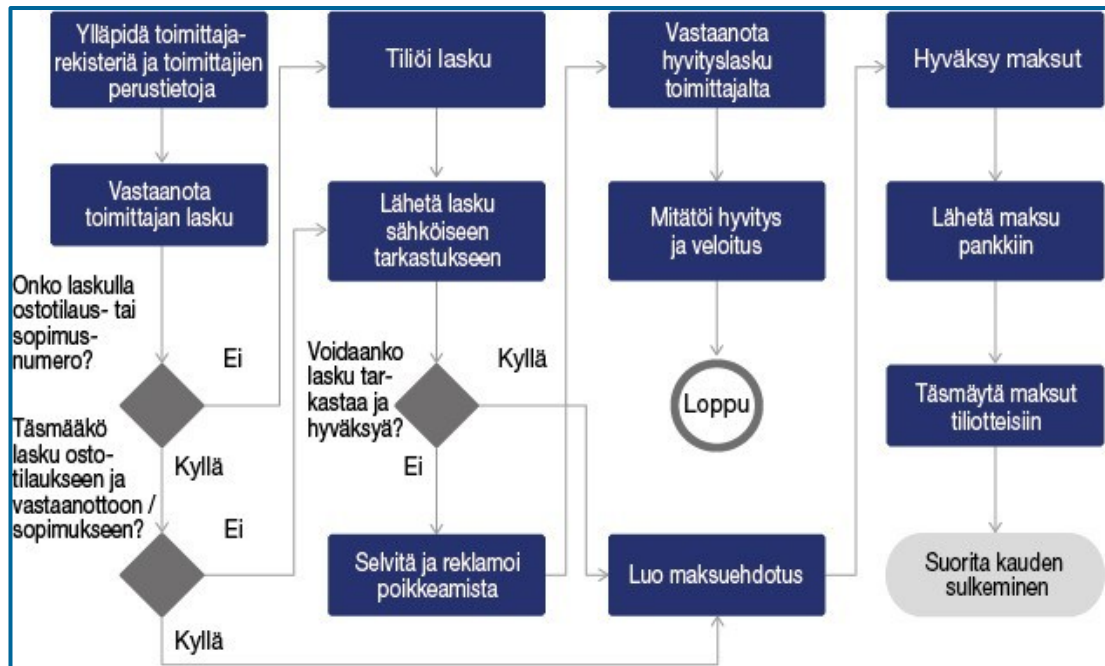 Ylläpidä toimittaja-
rekisteriä ja toimittajien
perustietoja
Vastaanota
toimittajan lasku
Onko laskulla
ostotilaus- tai
sopimus-
numero?
Ei
Täsmääkö
lasku osto-
tilaukseen ja
vastaanottoon /
sopimukseen?
Kyllä
Ei
Kyllä
Tiliöi lasku
Lähetä lasku
sähköiseen
tarkastukseen
Voidaanko
lasku tar-
kastaa ja
hyväksyä?
Kyllä
Ei
Selvitä ja reklamoi
poikkeamista
Vastaanota
hyvityslasku
toimittajalta
Mitätöi hyvitys
ja veloitus
Loppu
Luo maksuehdotus
Hyväksy maksut
Lähetä maksu
pankkiin
Täsmäytä maksut
tiliotteisiin
Suorita kauden
sulkeminen